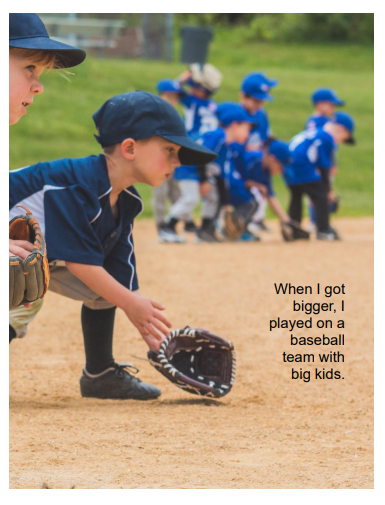 When I got
bigger, I
played on a
baseball
team with
big kids.